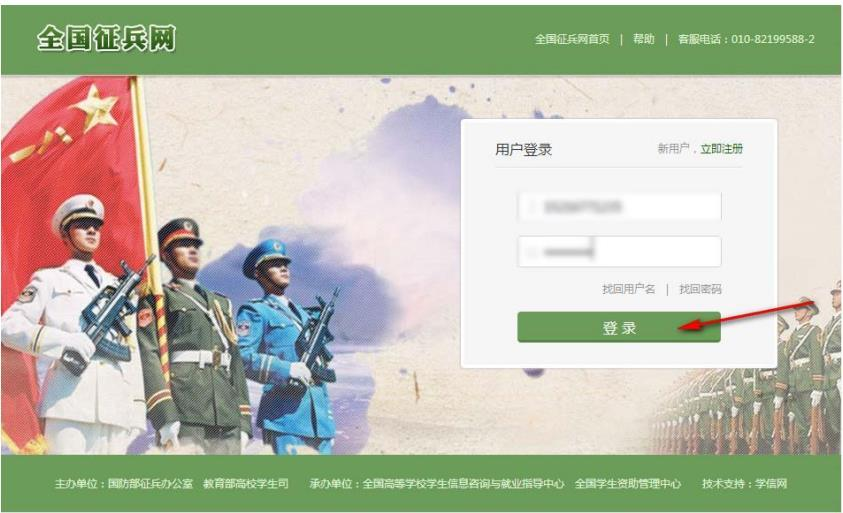 全国征兵网
全国征兵网首页 | 帮助 | 客服电话：010-82199588-2
用户登录 新用户，立即注册
找回用户名 | 找回密码
登 录
主办单位：国防部征兵办公室 教育部高校学生司 承办单位：全国高等学校学生信息咨询与就业指导中心 全国学生资助管理中心 技术支持：学信网